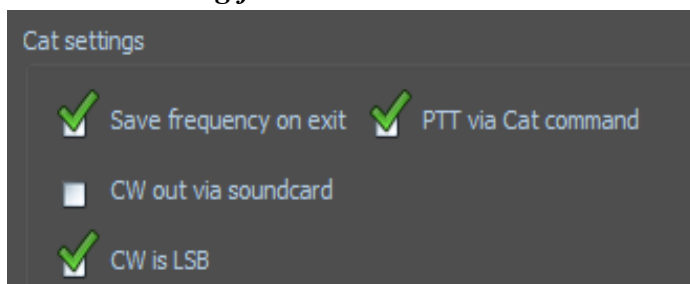 Cat settings
Save frequency on exit PTT via Cat command
CW out via soundcard
CW is LSB